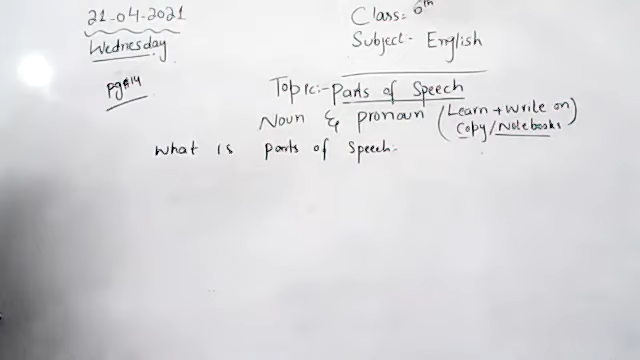 21-04-2021
Wednesday
pg#14
Class: 6th
Subject- English
Topic:- Parts of Speech
Noun & pronoun (Learn + Write on Copy/Notebooks)
What is parts of Speech:-